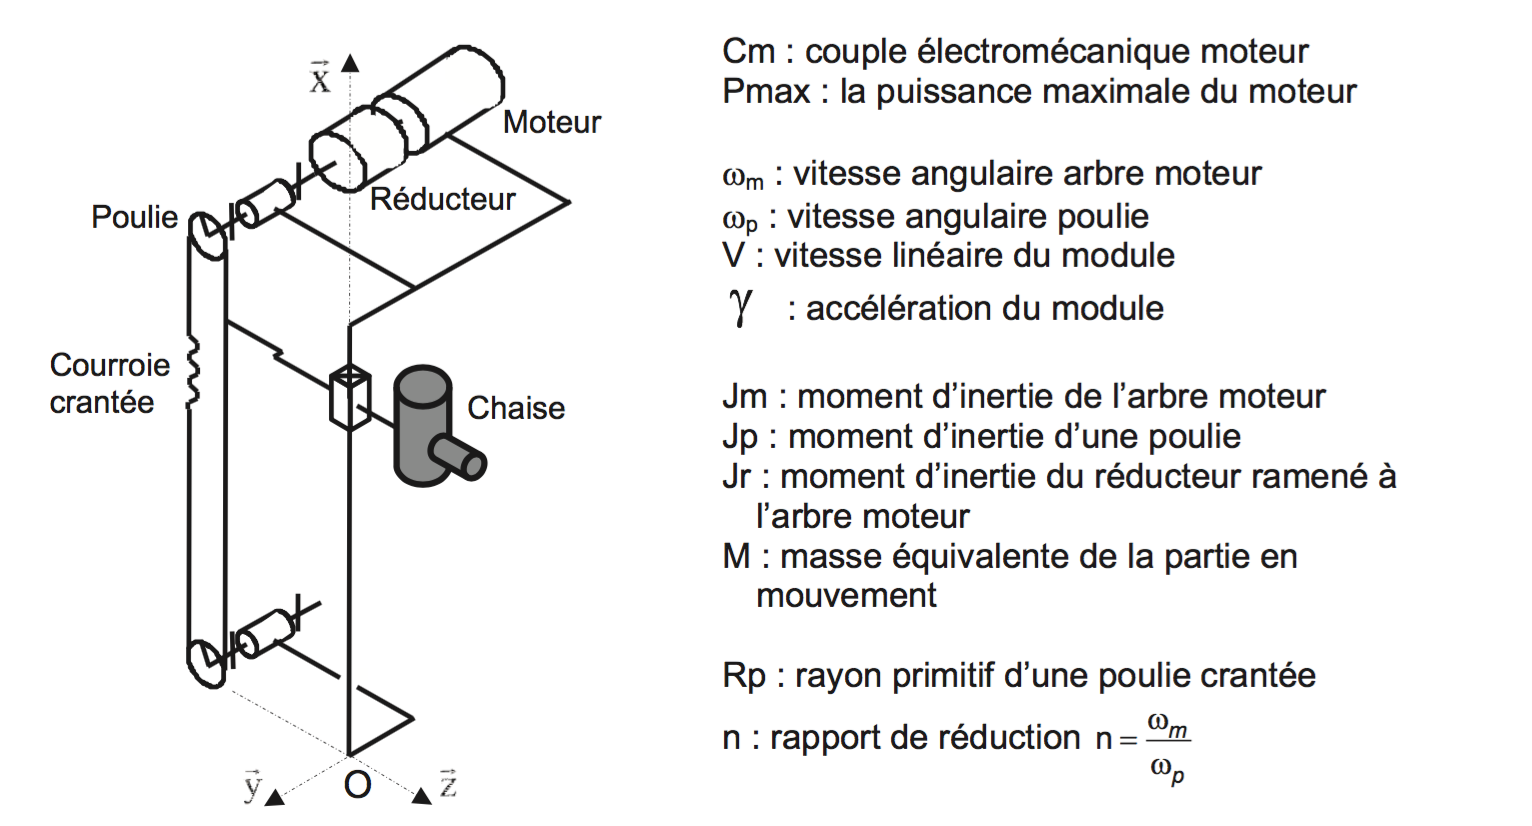 x
Moteur
Réducteur
Poulie
Courroie
crantée
Chaise
y
O
z
Cm : couple électromécanique moteur
Pmax : la puissance maximale du moteur
ωm : vitesse angulaire arbre moteur
ωp : vitesse angulaire poulie
V : vitesse linéaire du module
γ : accélération du module
Jm : moment d’inertie de l’arbre moteur
Jp : moment d’inertie d’une poulie
Jr : moment d’inertie du réducteur ramené à
l’arbre moteur
M : masse équivalente de la partie en
mouvement
Rp : rayon primitif d’une poulie crantée
n : rapport de réduction n = ωm / ωp